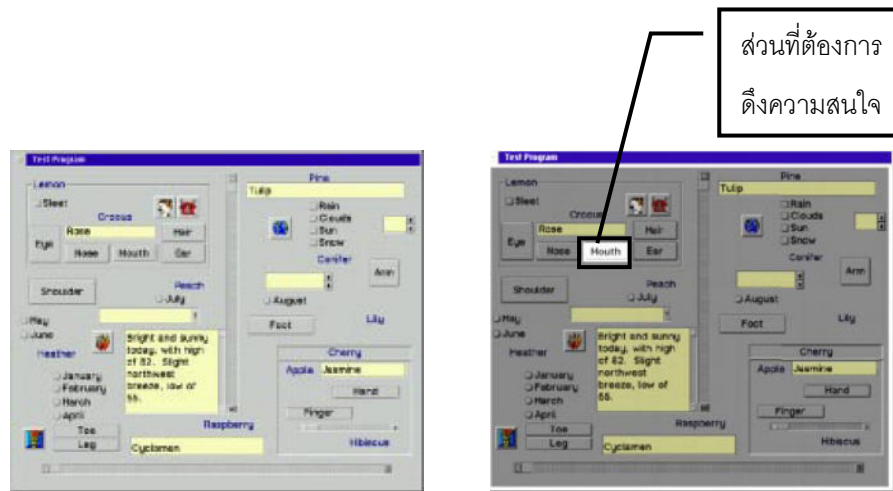 ส่วนที่ต้องการ
ดึงความสนใจ
Test Program
Lemon
Sleet
Crocus
Rose
Hair
Eye
Nose
Mouth
Ear
Shoulder
Peach
July
May
June
Heather
Bright and sunny
today, with high
of 82. Slight
northwest
breeze, low of
55.
January
February
March
April
Toe
Leg
Raspberry
Cyclamen
Pine
Tulip
Rain
Clouds
Sun
Snow
Conifer
Arm
August
Lily
Foot
Cherry
Apple
Jasmine
Hand
Finger
Hibiscus
Test Program
Lemon
Sleet
Crocus
Rose
Hair
Eye
Nose
Mouth
Ear
Shoulder
Peach
July
May
June
Heather
Bright and sunny
today, with high
of 82. Slight
northwest
breeze, low of
55.
January
February
March
April
Toe
Leg
Raspberry
Cyclamen
Pine
Tulip
Rain
Clouds
Sun
Snow
Conifer
Arm
August
Lily
Foot
Cherry
Apple
Jasmine
Hand
Finger
Hibiscus